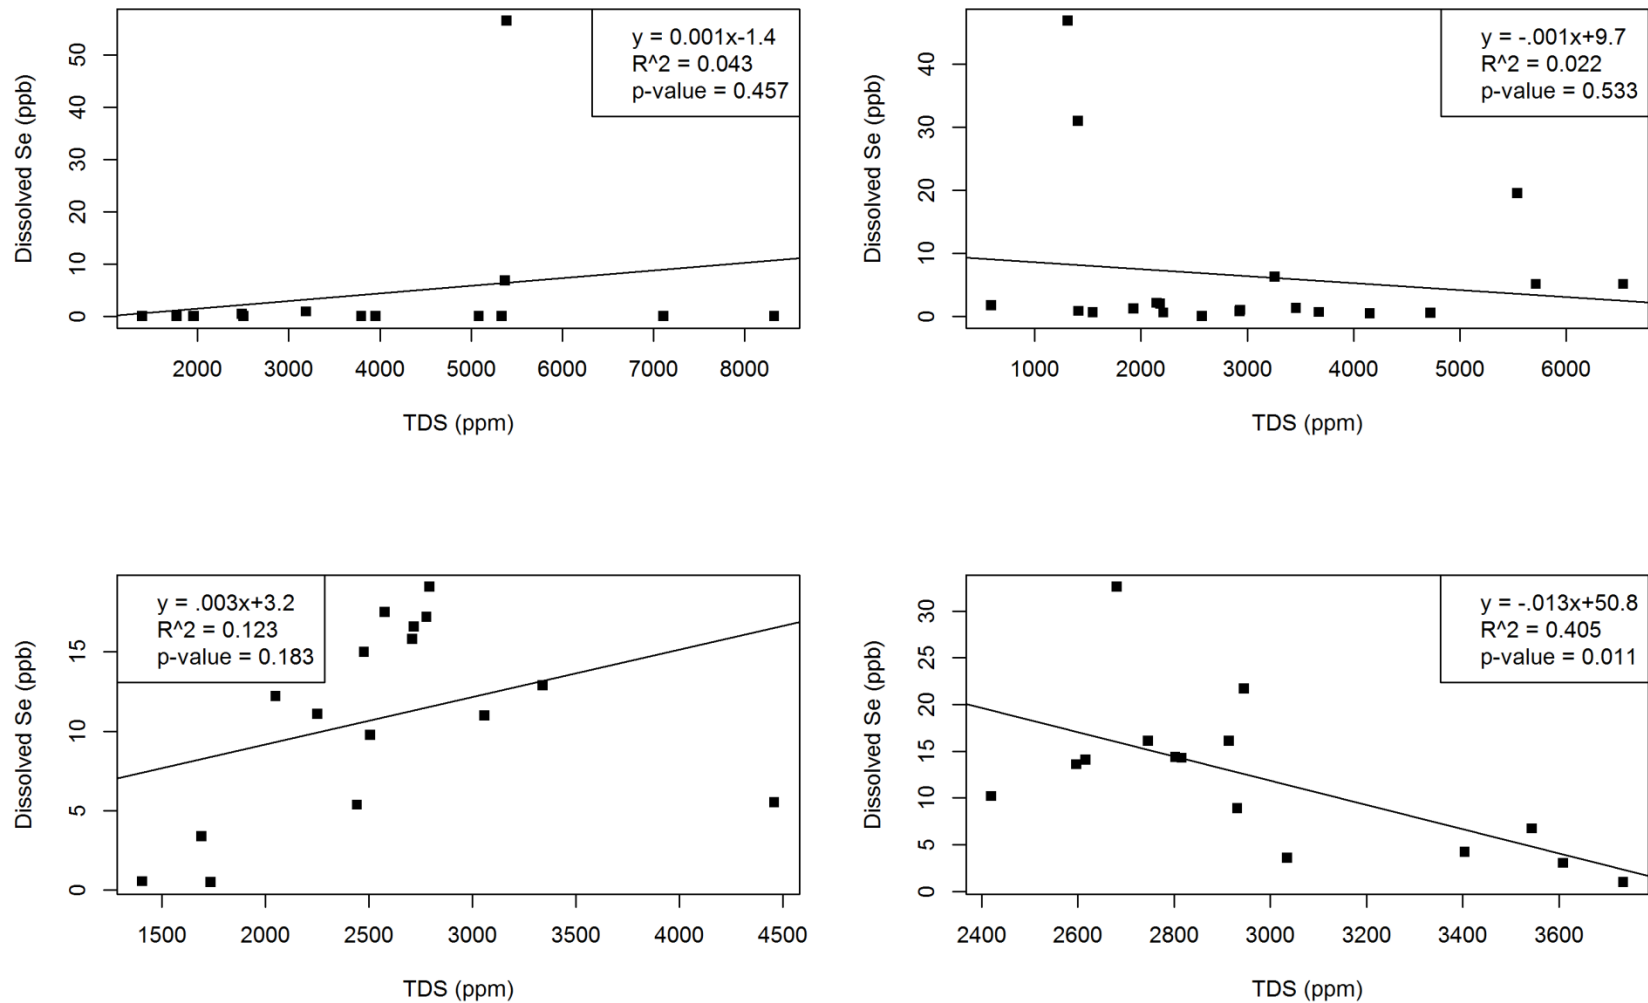 y = 0.001x-1.4
R^2 = 0.043
p-value = 0.457
Dissolved Se (ppb)
50
40
30
20
10
0
2000 3000 4000 5000 6000 7000 8000
TDS (ppm)
y = -.001x+9.7
R^2 = 0.022
p-value = 0.533
Dissolved Se (ppb)
40
30
20
10
0
1000 2000 3000 4000 5000 6000
TDS (ppm)
y = .003x+3.2
R^2 = 0.123
p-value = 0.183
Dissolved Se (ppb)
15
10
5
0
1500 2000 2500 3000 3500 4000 4500
TDS (ppm)
y = -.013x+50.8
R^2 = 0.405
p-value = 0.011
Dissolved Se (ppb)
30
25
20
15
10
5
0
2400 2600 2800 3000 3200 3400 3600
TDS (ppm)